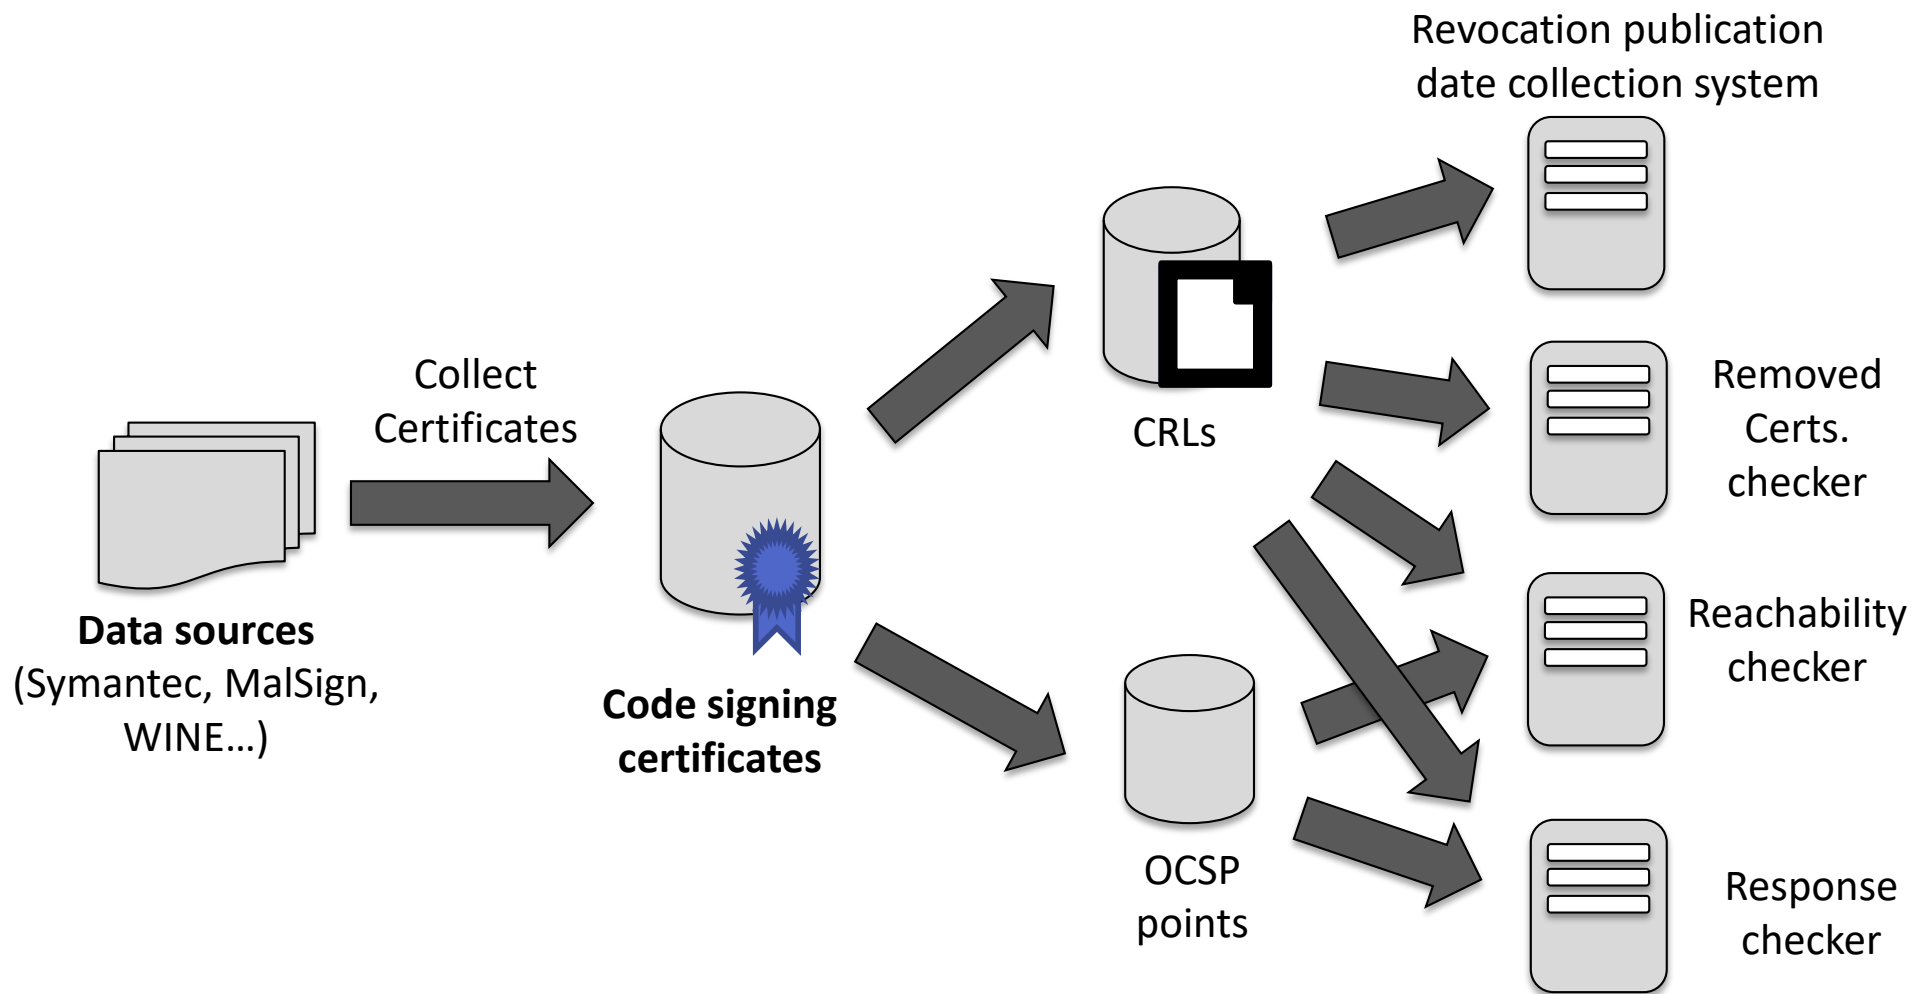 Revocation publication
date collection system
Collect
Certificates
Data sources
(Symantec, MalSign,
WINE…)
Code signing
certificates
CRLs
OCSP
points
Removed
Certs.
checker
Reachability
checker
Response
checker